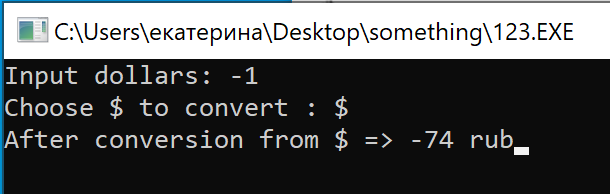 C:\Users\екатерина\Desktop\something\123.EXE
Input dollars: -1
Choose $ to convert : $
After conversion from $ => -74 rub